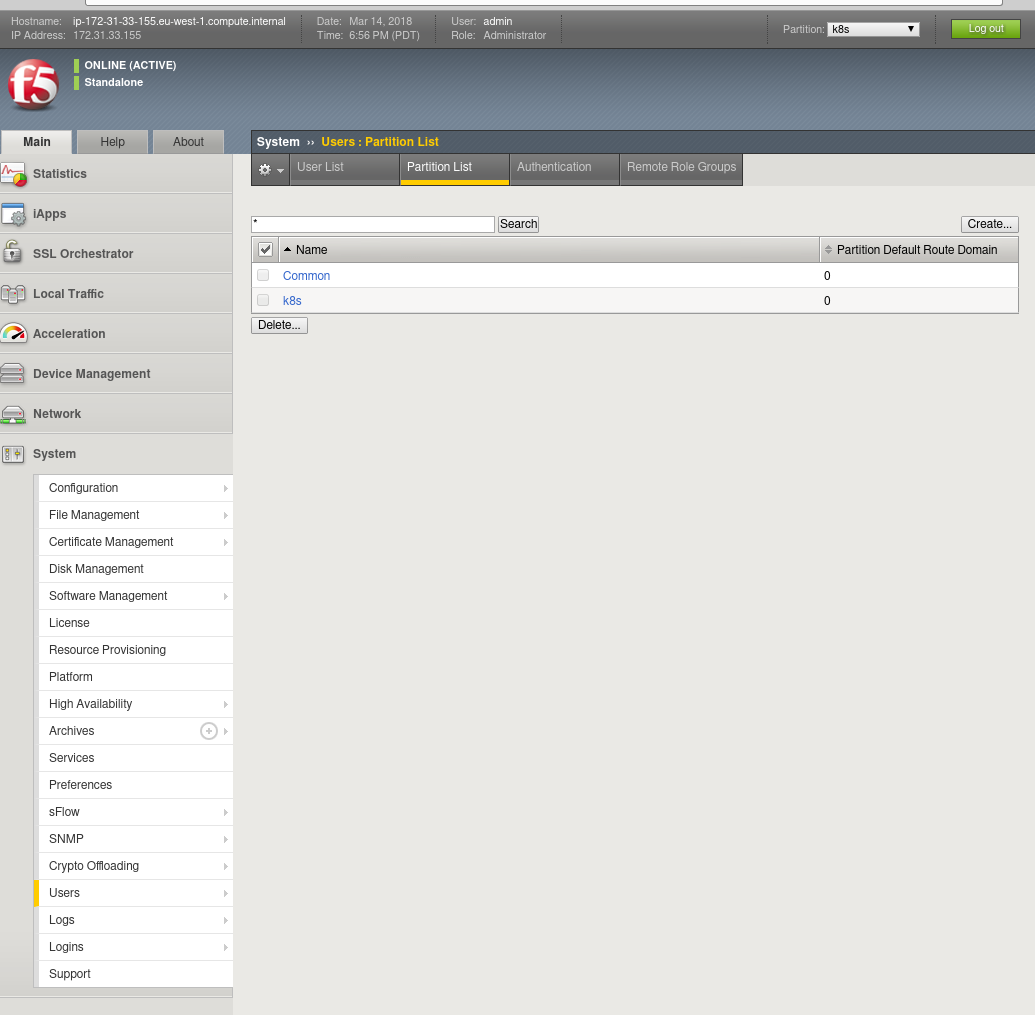 Hostname: ip-172-31-33-155.eu-west-1.compute.internal Date: Mar 14, 2018 User: admin
IP Address: 172.31.33.155 Time: 6:56 PM (PDT) Role: Administrator
Partition: k8s
Log out
f5
ONLINE (ACTIVE)
Standalone
Main Help About
System ›› Users : Partition List
User List Partition List Authentication Remote Role Groups
Statistics
iApps
SSL Orchestrator
Local Traffic
Acceleration
Device Management
Network
System
Configuration
File Management
Certificate Management
Disk Management
Software Management
License
Resource Provisioning
Platform
High Availability
Archives
Services
Preferences
sFlow
SNMP
Crypto Offloading
Users
Logs
Logins
Support
* Search Create...
Name Partition Default Route Domain
Common 0
k8s 0
Delete...